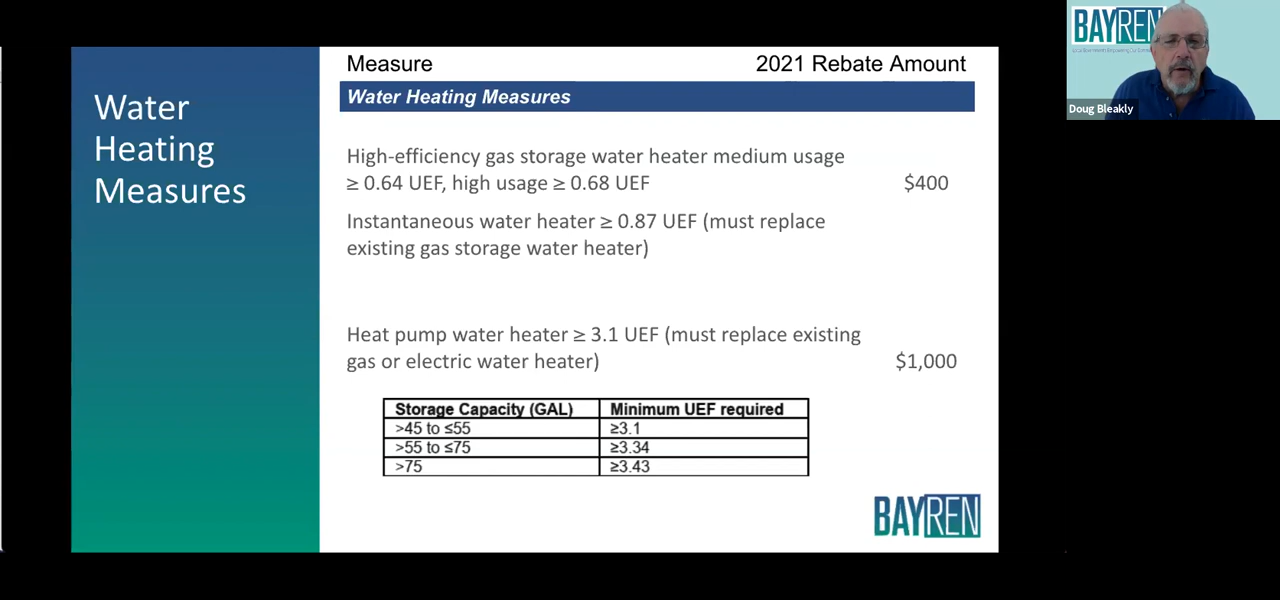 Water
Heating
Measures
Measure 2021 Rebate Amount
Water Heating Measures
High-efficiency gas storage water heater medium usage
≥ 0.64 UEF, high usage ≥ 0.68 UEF $400
Instantaneous water heater ≥ 0.87 UEF (must replace
existing gas storage water heater)
Heat pump water heater ≥ 3.1 UEF (must replace existing
gas or electric water heater) $1,000
Storage Capacity (GAL) Minimum UEF required
>45 to ≤55 ≥3.1
>55 to ≤75 ≥3.34
>75 ≥3.43
BAYREN
BAYREN
Doug Bleakly